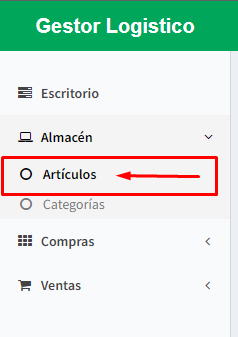 Gestor Logistico
Escritorio
Almacén
Artículos
Categorías
Compras
Ventas